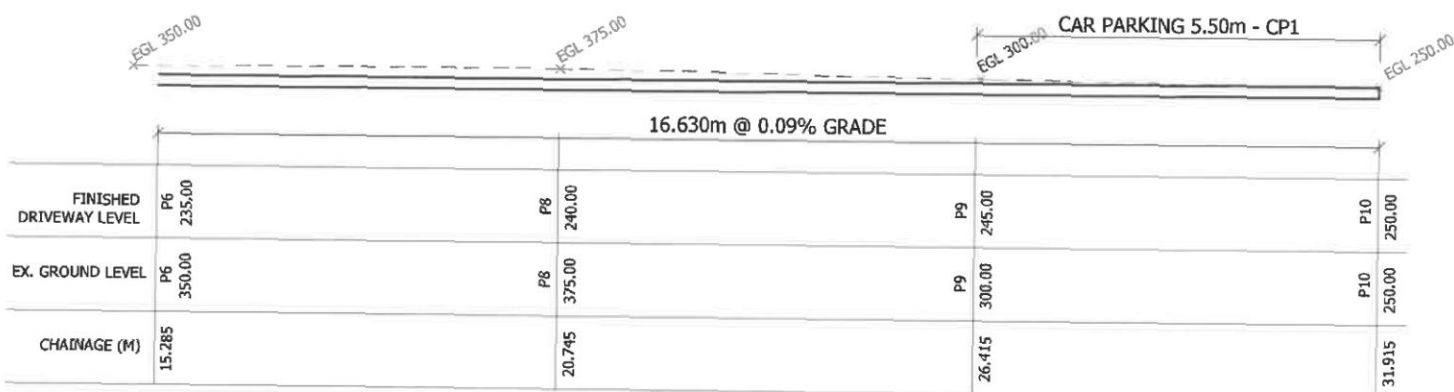 EGL 350.00
EGL 375.00
EGL 300.00
CAR PARKING 5.50m - CP1
EGL 250.00
16.630m @ 0.09% GRADE
FINISHED
DRIVEWAY LEVEL
P6
235.00
P8
240.00
P9
245.00
P10
250.00
EX. GROUND LEVEL
P6
350.00
P8
375.00
P9
300.00
P10
250.00
CHAINAGE (M)
15.285
20.745
26.415
31.915